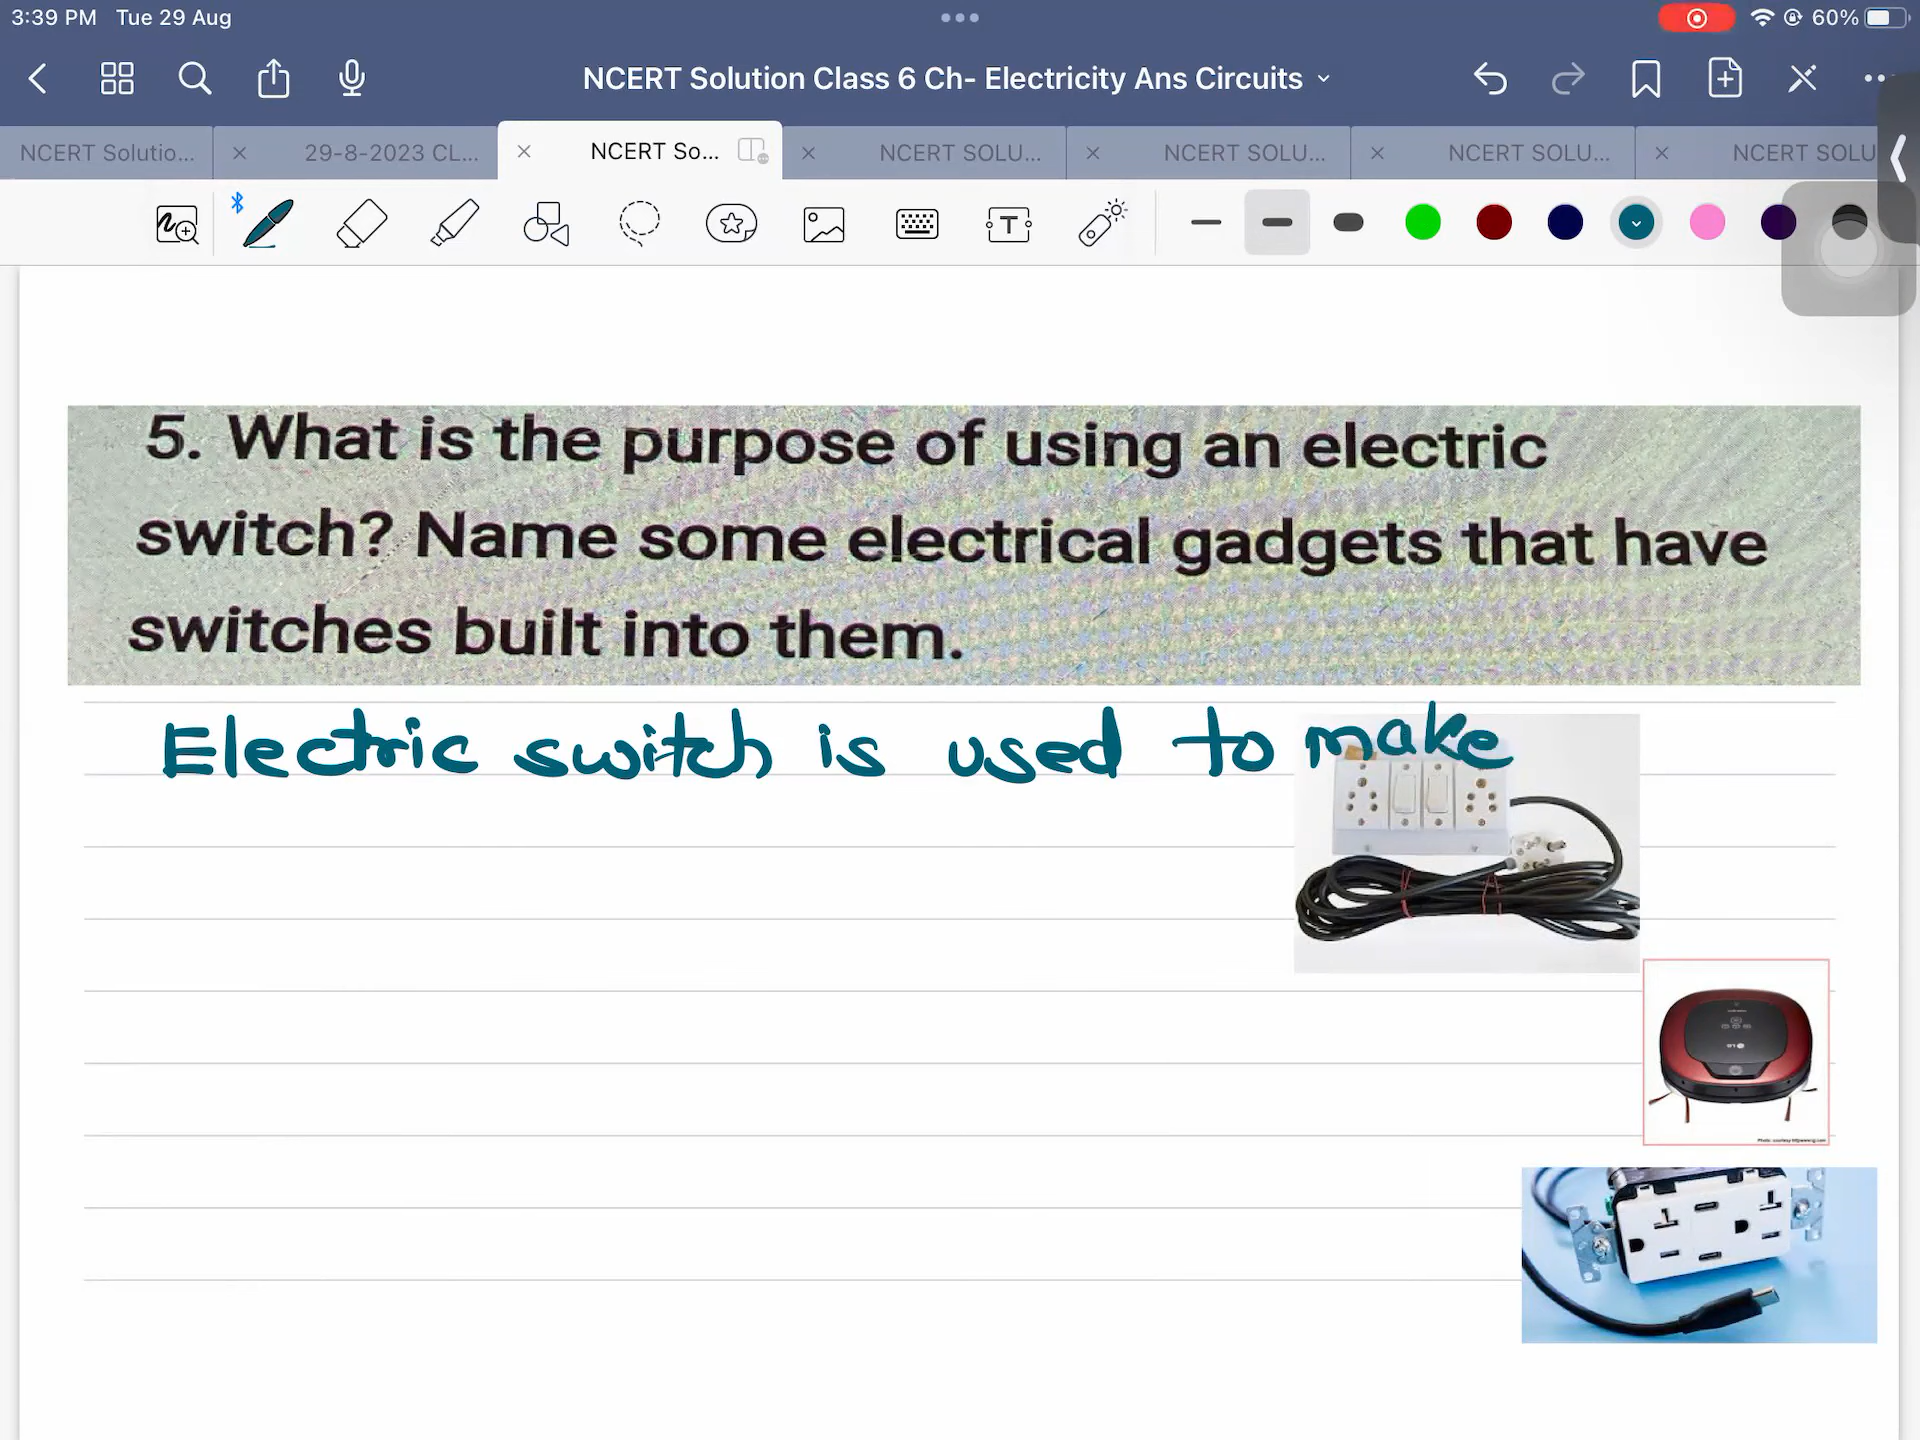 3:39 PM Tue 29 Aug
60%
NCERT Solution Class 6 Ch- Electricity Ans Circuits
NCERT Solutio...
29-8-2023 CL...
NCERT So...
NCERT SOLU...
NCERT SOLU...
NCERT SOLU...
NCERT SOLU
T
5. What is the purpose of using an electric
switch? Name some electrical gadgets that have
switches built into them.
Electric switch is used to make
LG